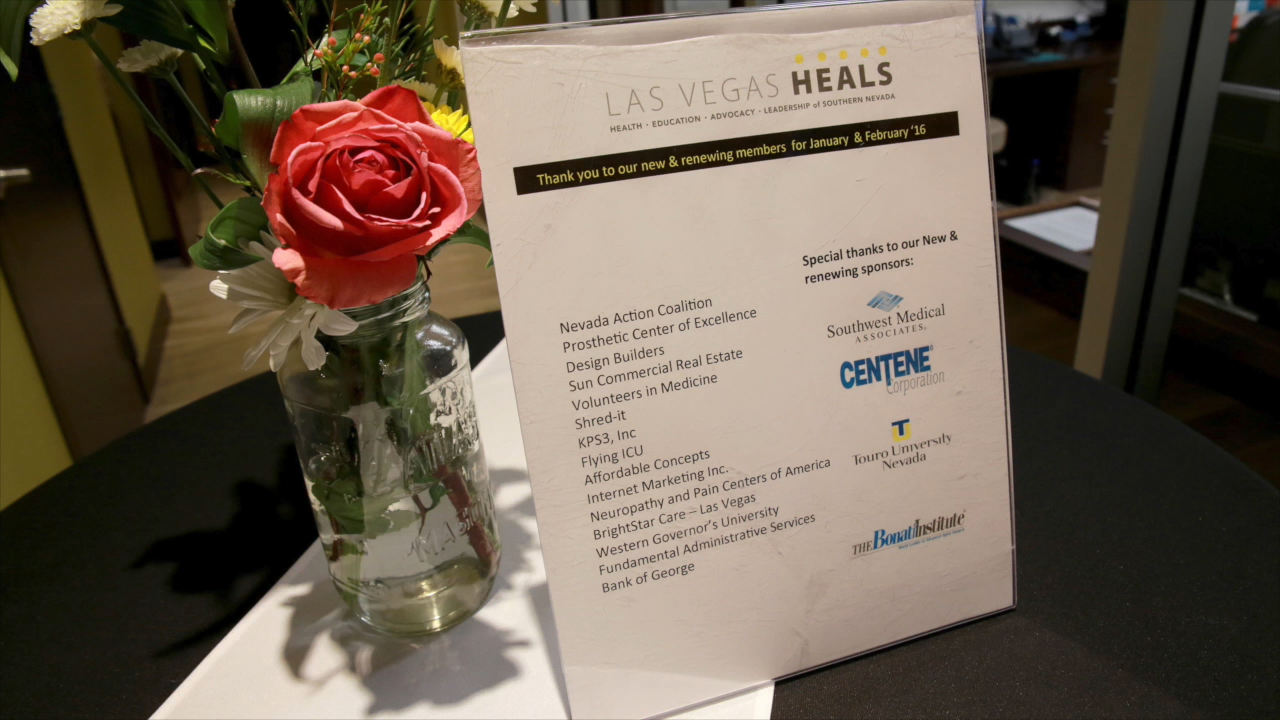 LAS VEGAS HEALS
HEALTH · EDUCATION · ADVOCACY · LEADERSHIP of SOUTHERN NEVADA
Thank you to our new & renewing members for January & February '16
Nevada Action Coalition
Prosthetic Center of Excellence
Design Builders
Sun Commercial Real Estate
Volunteers in Medicine
Shred-it
KPS3, Inc
Flying ICU
Affordable Concepts
Internet Marketing Inc.
Neuropathy and Pain Centers of America
BrightStar Care – Las Vegas
Western Governor's University
Fundamental Administrative Services
Bank of George
Special thanks to our New &
renewing sponsors:
Southwest Medical
ASSOCIATES,
CENTENE
Corporation
TOURO UNIVERSITY
NEVADA
THE Bonati Institute